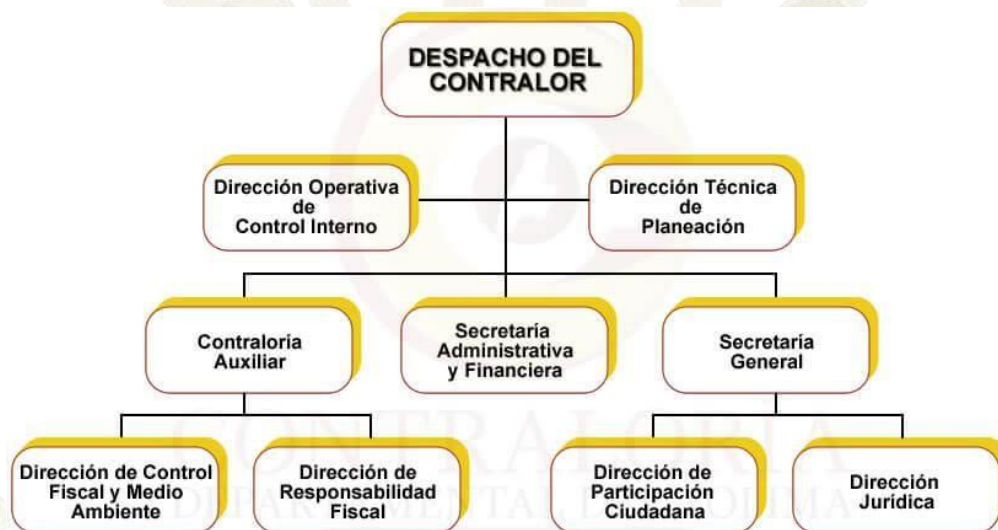 DESPACHO DEL
CONTRALOR
Dirección Operativa
de
Control Interno
Dirección Técnica
de
Planeación
Contraloría
Auxiliar
Secretaría
Administrativa
y Financiera
Secretaría
General
Dirección de Control
Fiscal y Medio
Ambiente
Dirección de
Responsabilidad
Fiscal
Dirección de
Participación
Ciudadana
Dirección
Jurídica
CONTRALORIA